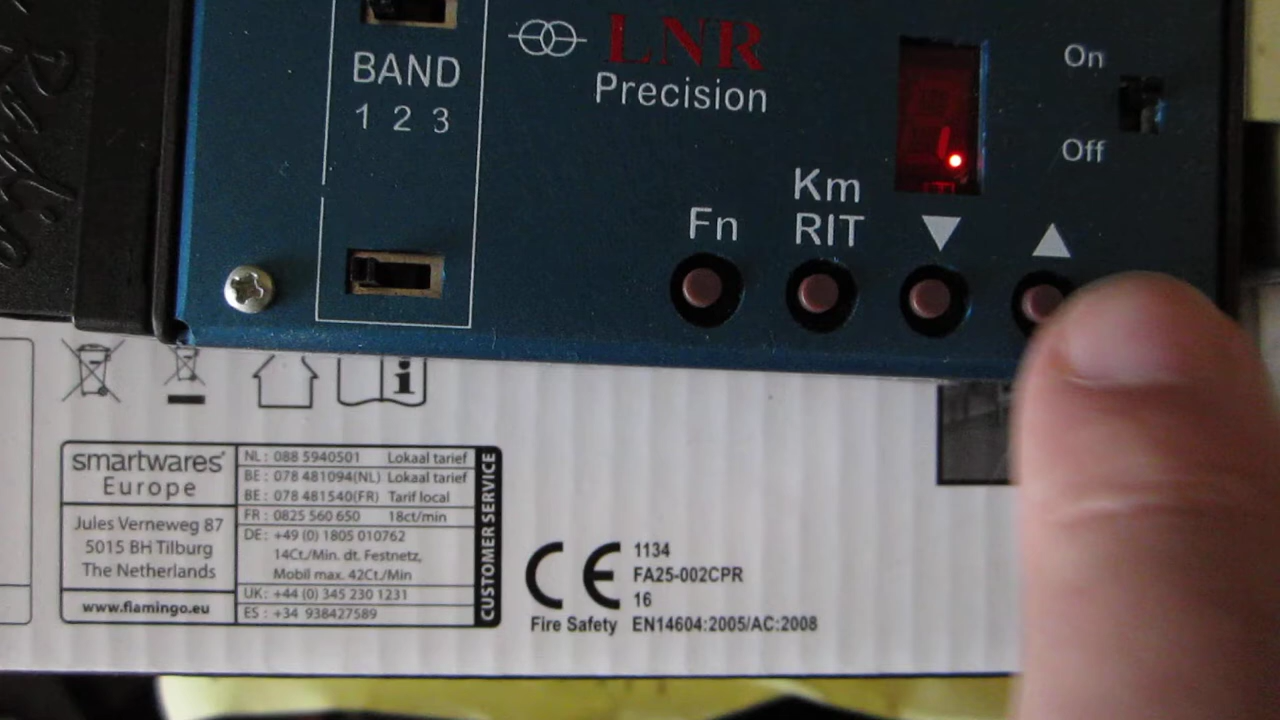 LNR
Precision
BAND
1 2 3
On
Off
Fn
Km
RIT
smartwares®
Europe
Jules Verneweg 87
5015 BH Tilburg
The Netherlands
www.flamingo.eu
NL: 088 5940501 Lokaal tarief
BE: 078 481094(NL) Lokaal tarief
BE: 078 481540(FR) Tarif local
FR: 0825 560 650 18ct/min
DE: +49 (0) 1805 010762
14Ct./Min. dt. Festnetz,
Mobil max. 42Ct./Min
UK: +44 (0) 345 230 1231
ES: +34 938427589
CUSTOMER SERVICE
CE
1134
FA25-002CPR
16
Fire Safety EN14604:2005/AC:2008